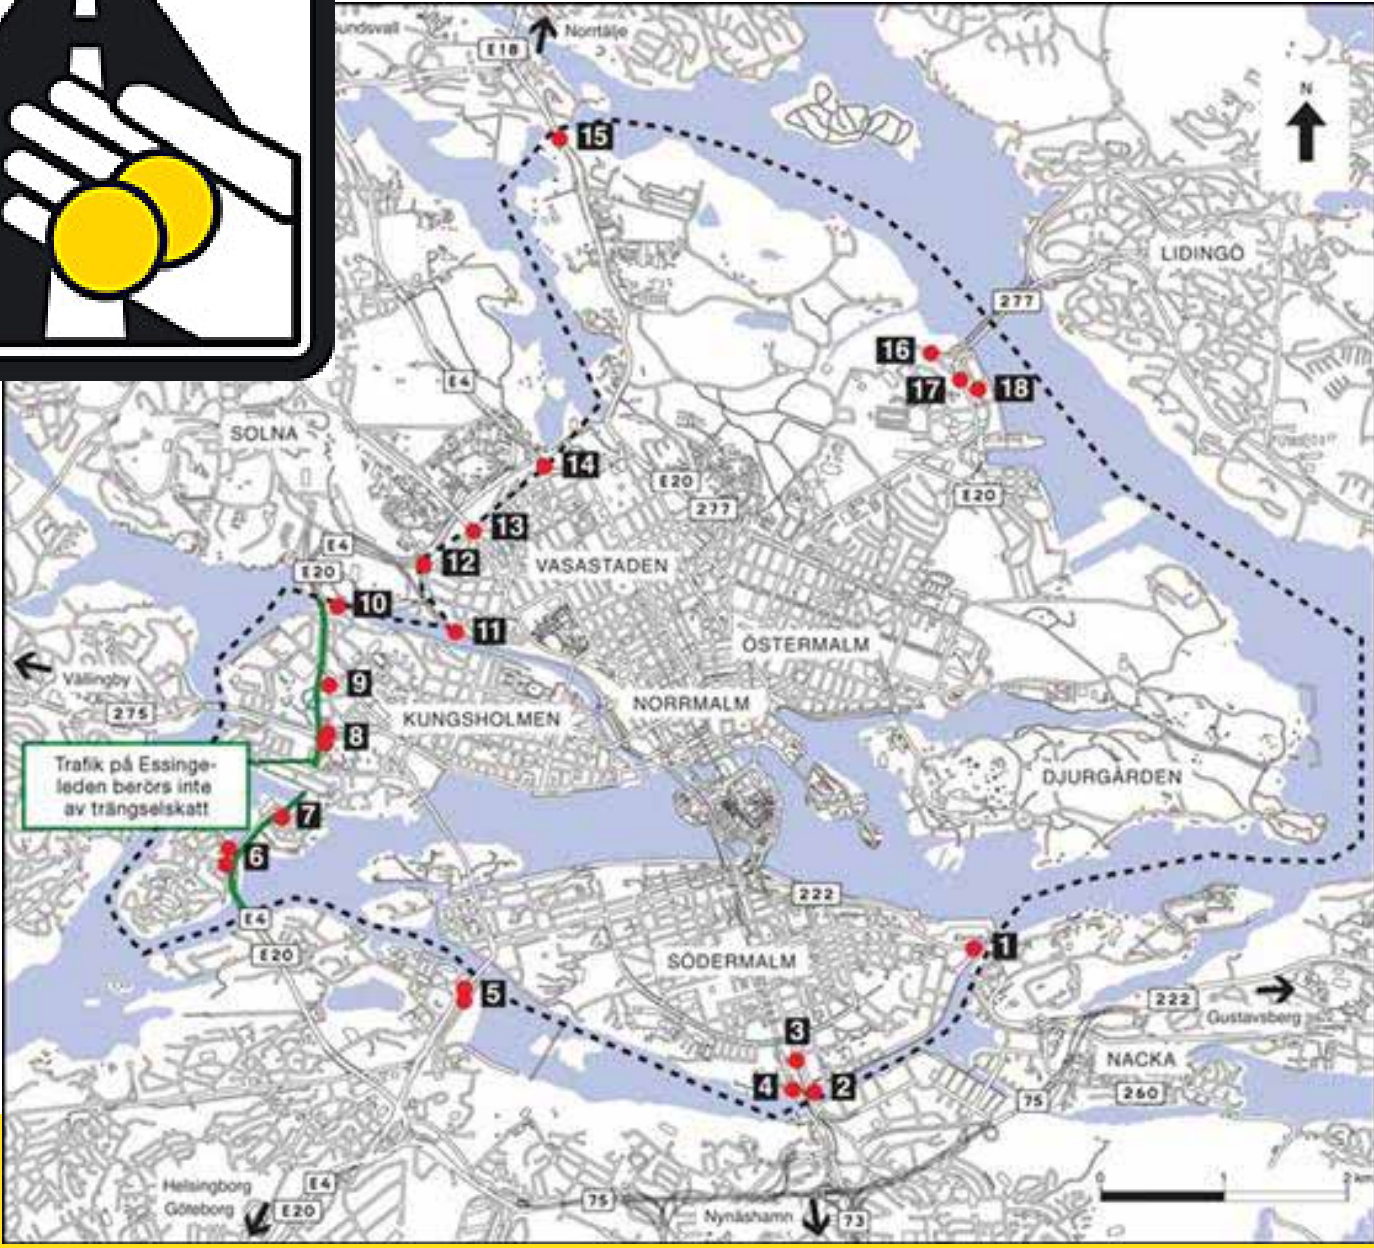 undsvall
Norrtälje
E18
N
15
LIDINGÖ
277
16
17
18
E4
SOLNA
14
E20
277
E20
13
E4
12
VASASTADEN
E20
10
11
ÖSTERMALM
Vällingby
9
275
KUNGSHOLMEN
NORRMALM
8
Trafik på Essinge-
leden berörs inte
av trängselskatt
DJURGÅRDEN
7
6
222
E4
1
E20
SÖDERMALM
5
222
Gustavsberg
3
NACKA
4
2
75
260
Helsingborg
Göteborg
E4
E20
75
Nynäshamn
73
0
1
2 km